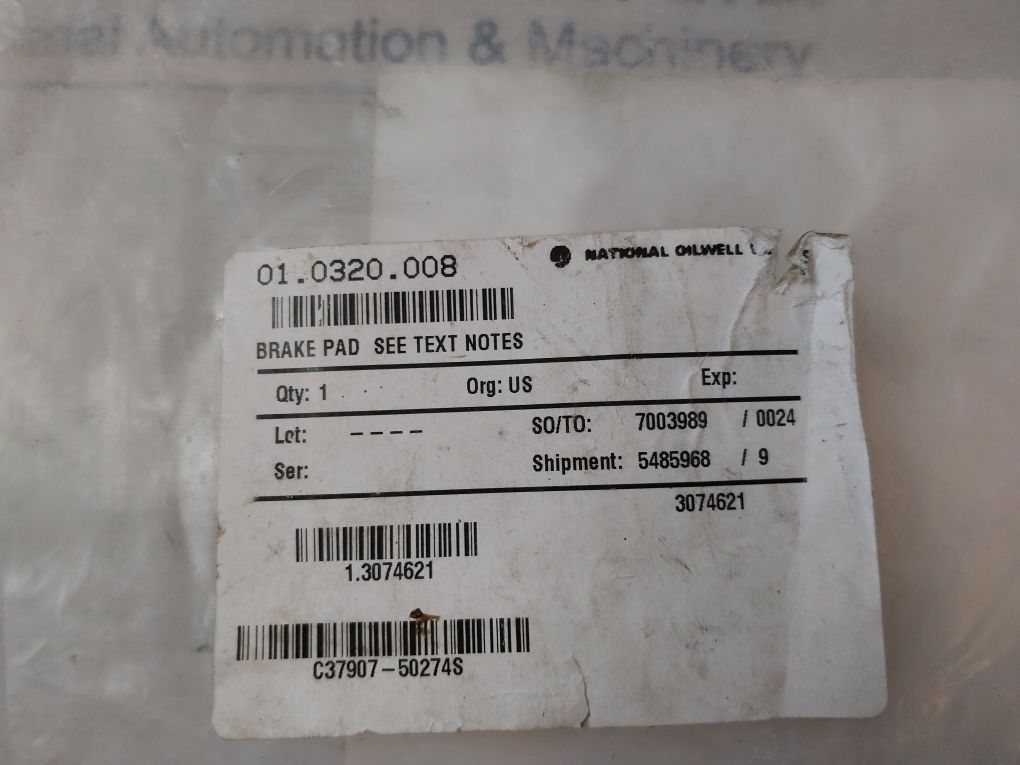 Automation & Machinery
01.0320.008
NATIONAL OILWELL
BRAKE PAD SEE TEXT NOTES
Qty: 1 Org: US Exp:
Lot: ---- SO/TO: 7003989 / 0024
Ser: Shipment: 5485968 / 9
3074621
1.3074621
C37907-50274S